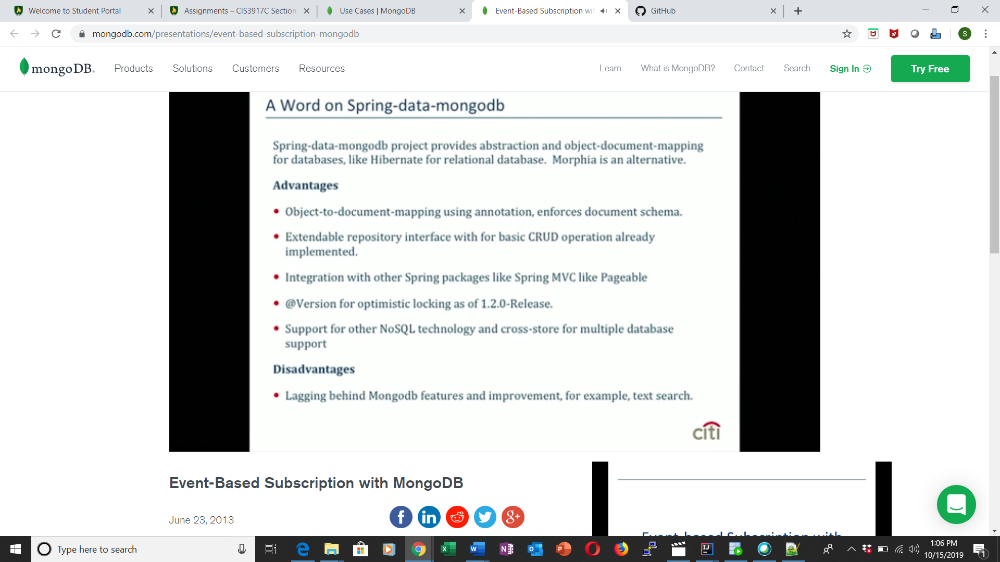 Welcome to Student Portal
Assignments – CIS3917C Section
Use Cases | MongoDB
Event-Based Subscription wit
GitHub
mongodb.com/presentations/event-based-subscription-mongodb
S
mongoDB.
Products
Solutions
Customers
Resources
Learn
What is MongoDB?
Contact
Search
Sign In
Try Free
A Word on Spring-data-mongodb
Spring-data-mongodb project provides abstraction and object-document-mapping
for databases, like Hibernate for relational database. Morphia is an alternative.
Advantages
Object-to-document-mapping using annotation, enforces document schema.
Extendable repository interface with for basic CRUD operation already
implemented.
Integration with other Spring packages like Spring MVC like Pageable
@Version for optimistic locking as of 1.2.0-Release.
Support for other NoSQL technology and cross-store for multiple database
support
Disadvantages
Lagging behind Mongodb features and improvement, for example, text search.
citi
Event-Based Subscription with MongoDB
June 23, 2013
Event-based Subscription with
Type here to search
1:06 PM
10/15/2019
1